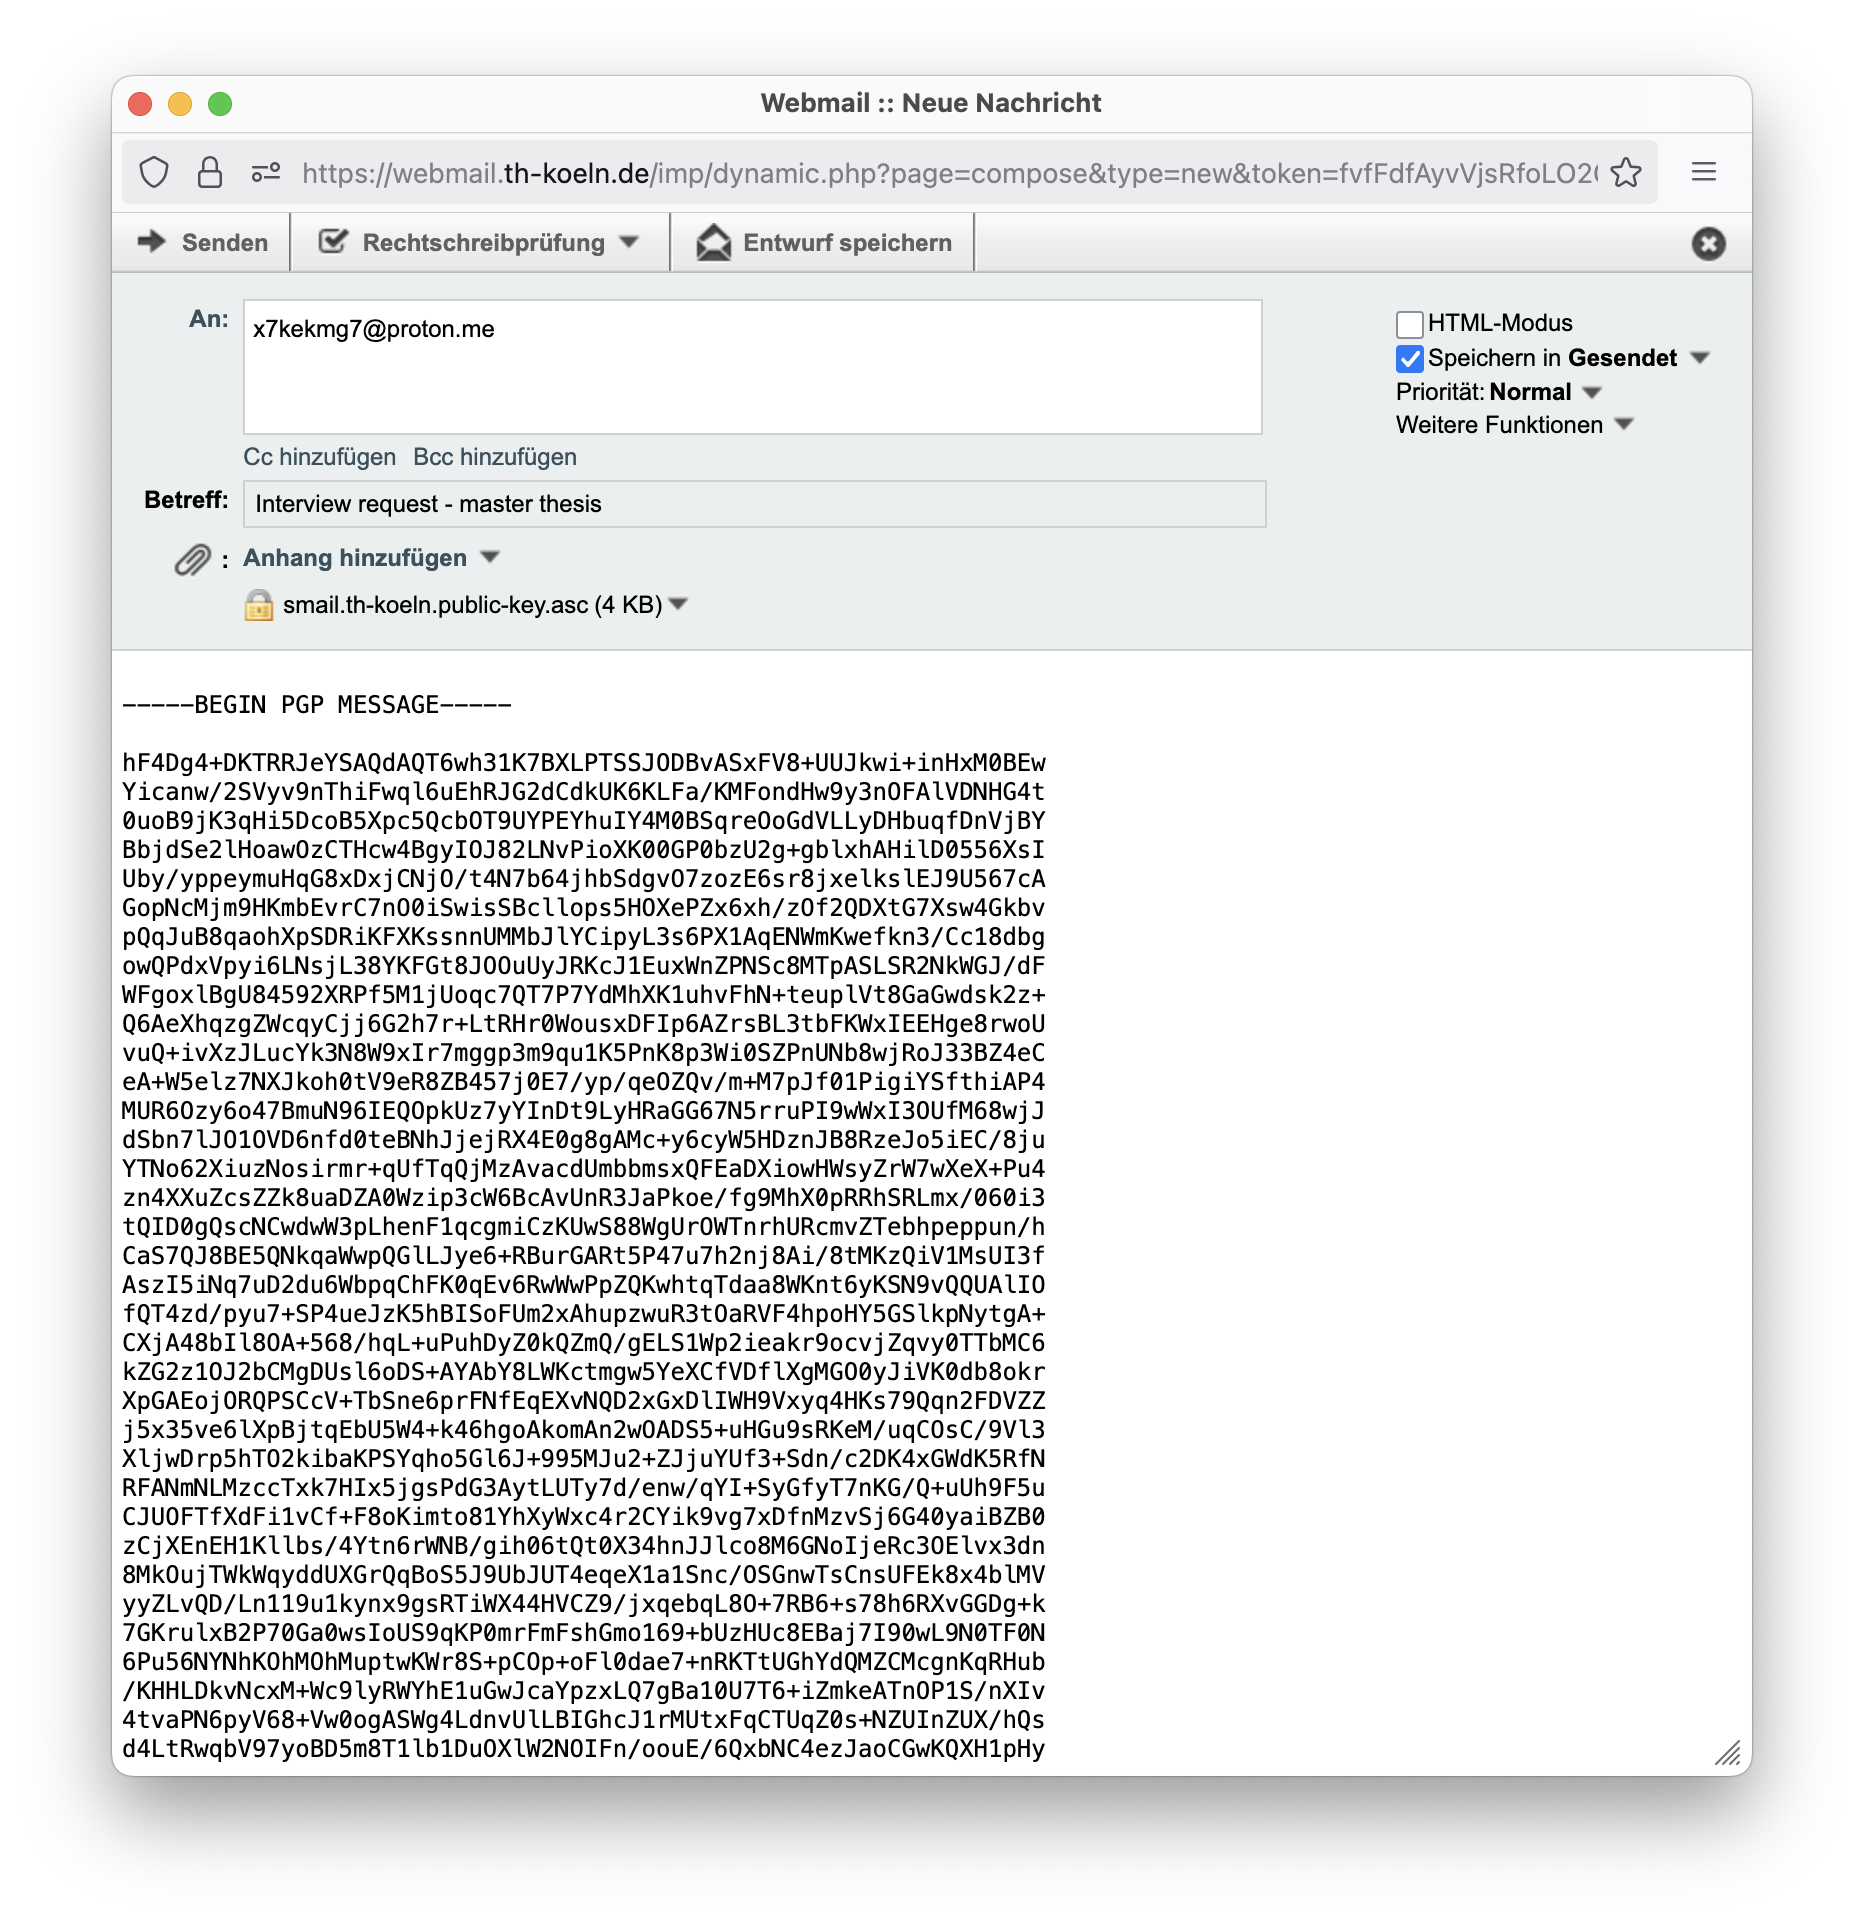 Webmail :: Neue Nachricht
https://webmail.th-koeln.de/imp/dynamic.php?page=compose&type=new&token=fvfFdfAyvVjsRfoLO2
Senden
Rechtschreibprüfung
Entwurf speichern
An:
x7kekmg7@proton.me
HTML-Modus
Speichern in Gesendet
Priorität: Normal
Weitere Funktionen
Cc hinzufügen Bcc hinzufügen
Betreff:
Interview request - master thesis
: Anhang hinzufügen
smail.th-koeln.public-key.asc (4 KB)
-----BEGIN PGP MESSAGE-----
hF4Dg4+DKTRRJeYSAQdAQT6wh31K7BXLPTSSJODBvASxFV8+UUJkwi+inHxM0BEw
Yicanw/2SVyv9nThiFwql6uEhRJG2dCdkUK6KLFa/KMFondHw9y3nOFAlVDNHG4t
0uoB9jK3qHi5DcoB5Xpc5QcbOT9UYPEYhuIY4M0BSqreOoGdVLLyDHbuqfDnVjBY
BbjdSe2lHoawOzCTHcw4BgyIOJ82LNvPioXK00GP0bzU2g+gblxhAHilD0556XsI
Uby/yppeymuHqG8xDxjCNjO/t4N7b64jhbSdgvO7zozE6sr8jxelkslEJ9U567cA
GopNcMjm9HKmbEvrC7nO0iSwisSBcllops5HOXePZx6xh/zOf2QDXtG7Xsw4Gkbv
pQqJuB8qaohXpSDRiKFXKssnnUMMbJlYCipyL3s6PX1AqENWmKwefkn3/Cc18dbg
owQPdxVpyi6LNsjL38YKFGt8JOOuUyJRKcJ1EuxWnZPNSc8MTpASLSR2NkWGJ/dF
WFgoxlBgU84592XRPf5M1jUoqc7QT7P7YdMhXK1uhvFhN+teuplVt8GaGwdsk2z+
Q6AeXhqzgZWcqyCjj6G2h7r+LtRHr0WousxDFIp6AZrsBL3tbFKWxIEEHge8rwoU
vuQ+ivXzJLucYk3N8W9xIr7mggp3m9qu1K5PnK8p3Wi0SZPnUNb8wjRoJ33BZ4eC
eA+W5elz7NXJkoh0tV9eR8ZB457j0E7/yp/qeOZQv/m+M7pJf01PigiYSfthiAP4
MUR6Ozy6o47BmuN96IEQOpkUz7yYInDt9LyHRaGG67N5rruPI9wWxI3OUfM68wjJ
dSbn7lJO1OVD6nfd0teBNhJjejRX4E0g8gAMc+y6cyW5HDznJB8RzeJo5iEC/8ju
YTNo62XiuzNosirmr+qUfTqQjMzAvacdUmbbmsxQFEaDXiowHWsyZrW7wXeX+Pu4
zn4XXuZcsZZk8uaDZA0Wzip3cW6BcAvUnR3JaPkoe/fg9MhX0pRRhSRLmx/060i3
tQID0gQscNCwdwW3pLhenF1qcgmiCzKUwS88WgUrOWTnrhURcmvZTebhpeppun/h
CaS7QJ8BE5QNkqaWwpQGlLJye6+RBurGARt5P47u7h2nj8Ai/8tMKzQiV1MsUI3f
AszI5iNq7uD2du6WbpqChFK0qEv6RwWwPpZQKwhtqTdaa8WKnt6yKSN9vQQUAlIO
fQT4zd/pyu7+SP4ueJzK5hBISoFUm2xAhupzwuR3tOaRVF4hpoHY5GSlkpNytgA+
CXjA48bIl8OA+568/hqL+uPuhDyZ0kQZmQ/gELS1Wp2ieakr9ocvjZqvy0TTbMC6
kZG2z1OJ2bCMgDUsl6oDS+AYAbY8LWKctmgw5YeXCfVDflXgMGO0yJiVK0db8okr
XpGAEojORQPSCcV+TbSne6prFNfEqEXvNQD2xGxDlIWH9Vxyq4HKs79Qqn2FDVZZ
j5x35ve6lXpBjtqEbU5W4+k46hgoAkomAn2wOADS5+uHGu9sRKeM/uqCOsC/9Vl3
XljwDrp5hTO2kibaKPSYqho5Gl6J+995MJu2+ZJjuYUf3+Sdn/c2DK4xGWdK5RfN
RFANmNLMzccTxk7HIx5jgsPdG3AytLUTy7d/enw/qYI+SyGfyT7nKG/Q+uUh9F5u
CJUOFTfXdFi1vCf+F8oKimto81YhXyWxc4r2CYik9vg7xDfnMzvSj6G40yaiBZB0
zCjXEnEH1Kllbs/4Ytn6rWNB/gih06tQt0X34hnJJlco8M6GNoIjeRc3OElvx3dn
8MkOujTWkWqyddUXGrQqBoS5J9UbJUT4eqeX1a1Snc/OSGnwTsCnsUFEk8x4blMV
yyZLvQD/Ln119u1kynx9gsRTiWX44HVCZ9/jxqebqL8O+7RB6+s78h6RXvGGDg+k
7GKrulxB2P70Ga0wsIoUS9qKP0mrFmFshGmo169+bUzHUc8EBaj7I90wL9N0TF0N
6Pu56NYNhKOhMOhMuptwKWr8S+pCOp+oFl0dae7+nRKTtUGhYdQMZCMcgnKqRHub
/KHHLDkvNcxM+Wc9lyRWYhE1uGwJcaYpzxLQ7gBa10U7T6+iZmkeATnOP1S/nXIv
4tvaPN6pyV68+Vw0ogASWg4LdnvUlLBIGhcJ1rMUtxFqCTUqZ0s+NZUInZUX/hQs
d4LtRwqbV97yoBD5m8T1lb1DuOXlW2NOIFn/oouE/6QxbNC4ezJaoCGwKQXH1pHy